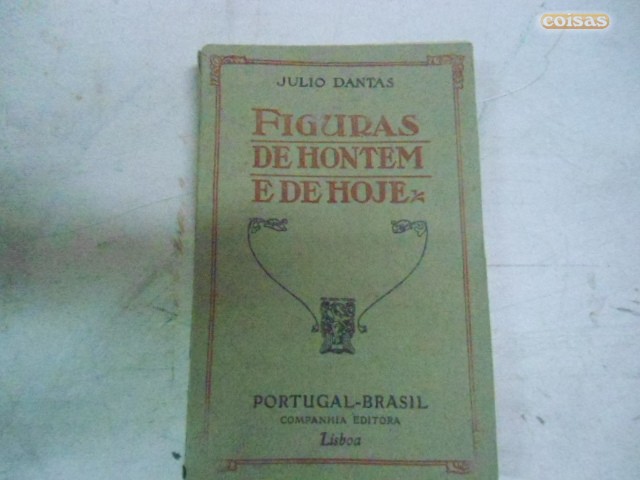 coisas
JULIO DANTAS
FIGURAS
DE HONTEM
E DE HOJE
PORTUGAL-BRASIL
COMPANHIA EDITORA
Lisboa